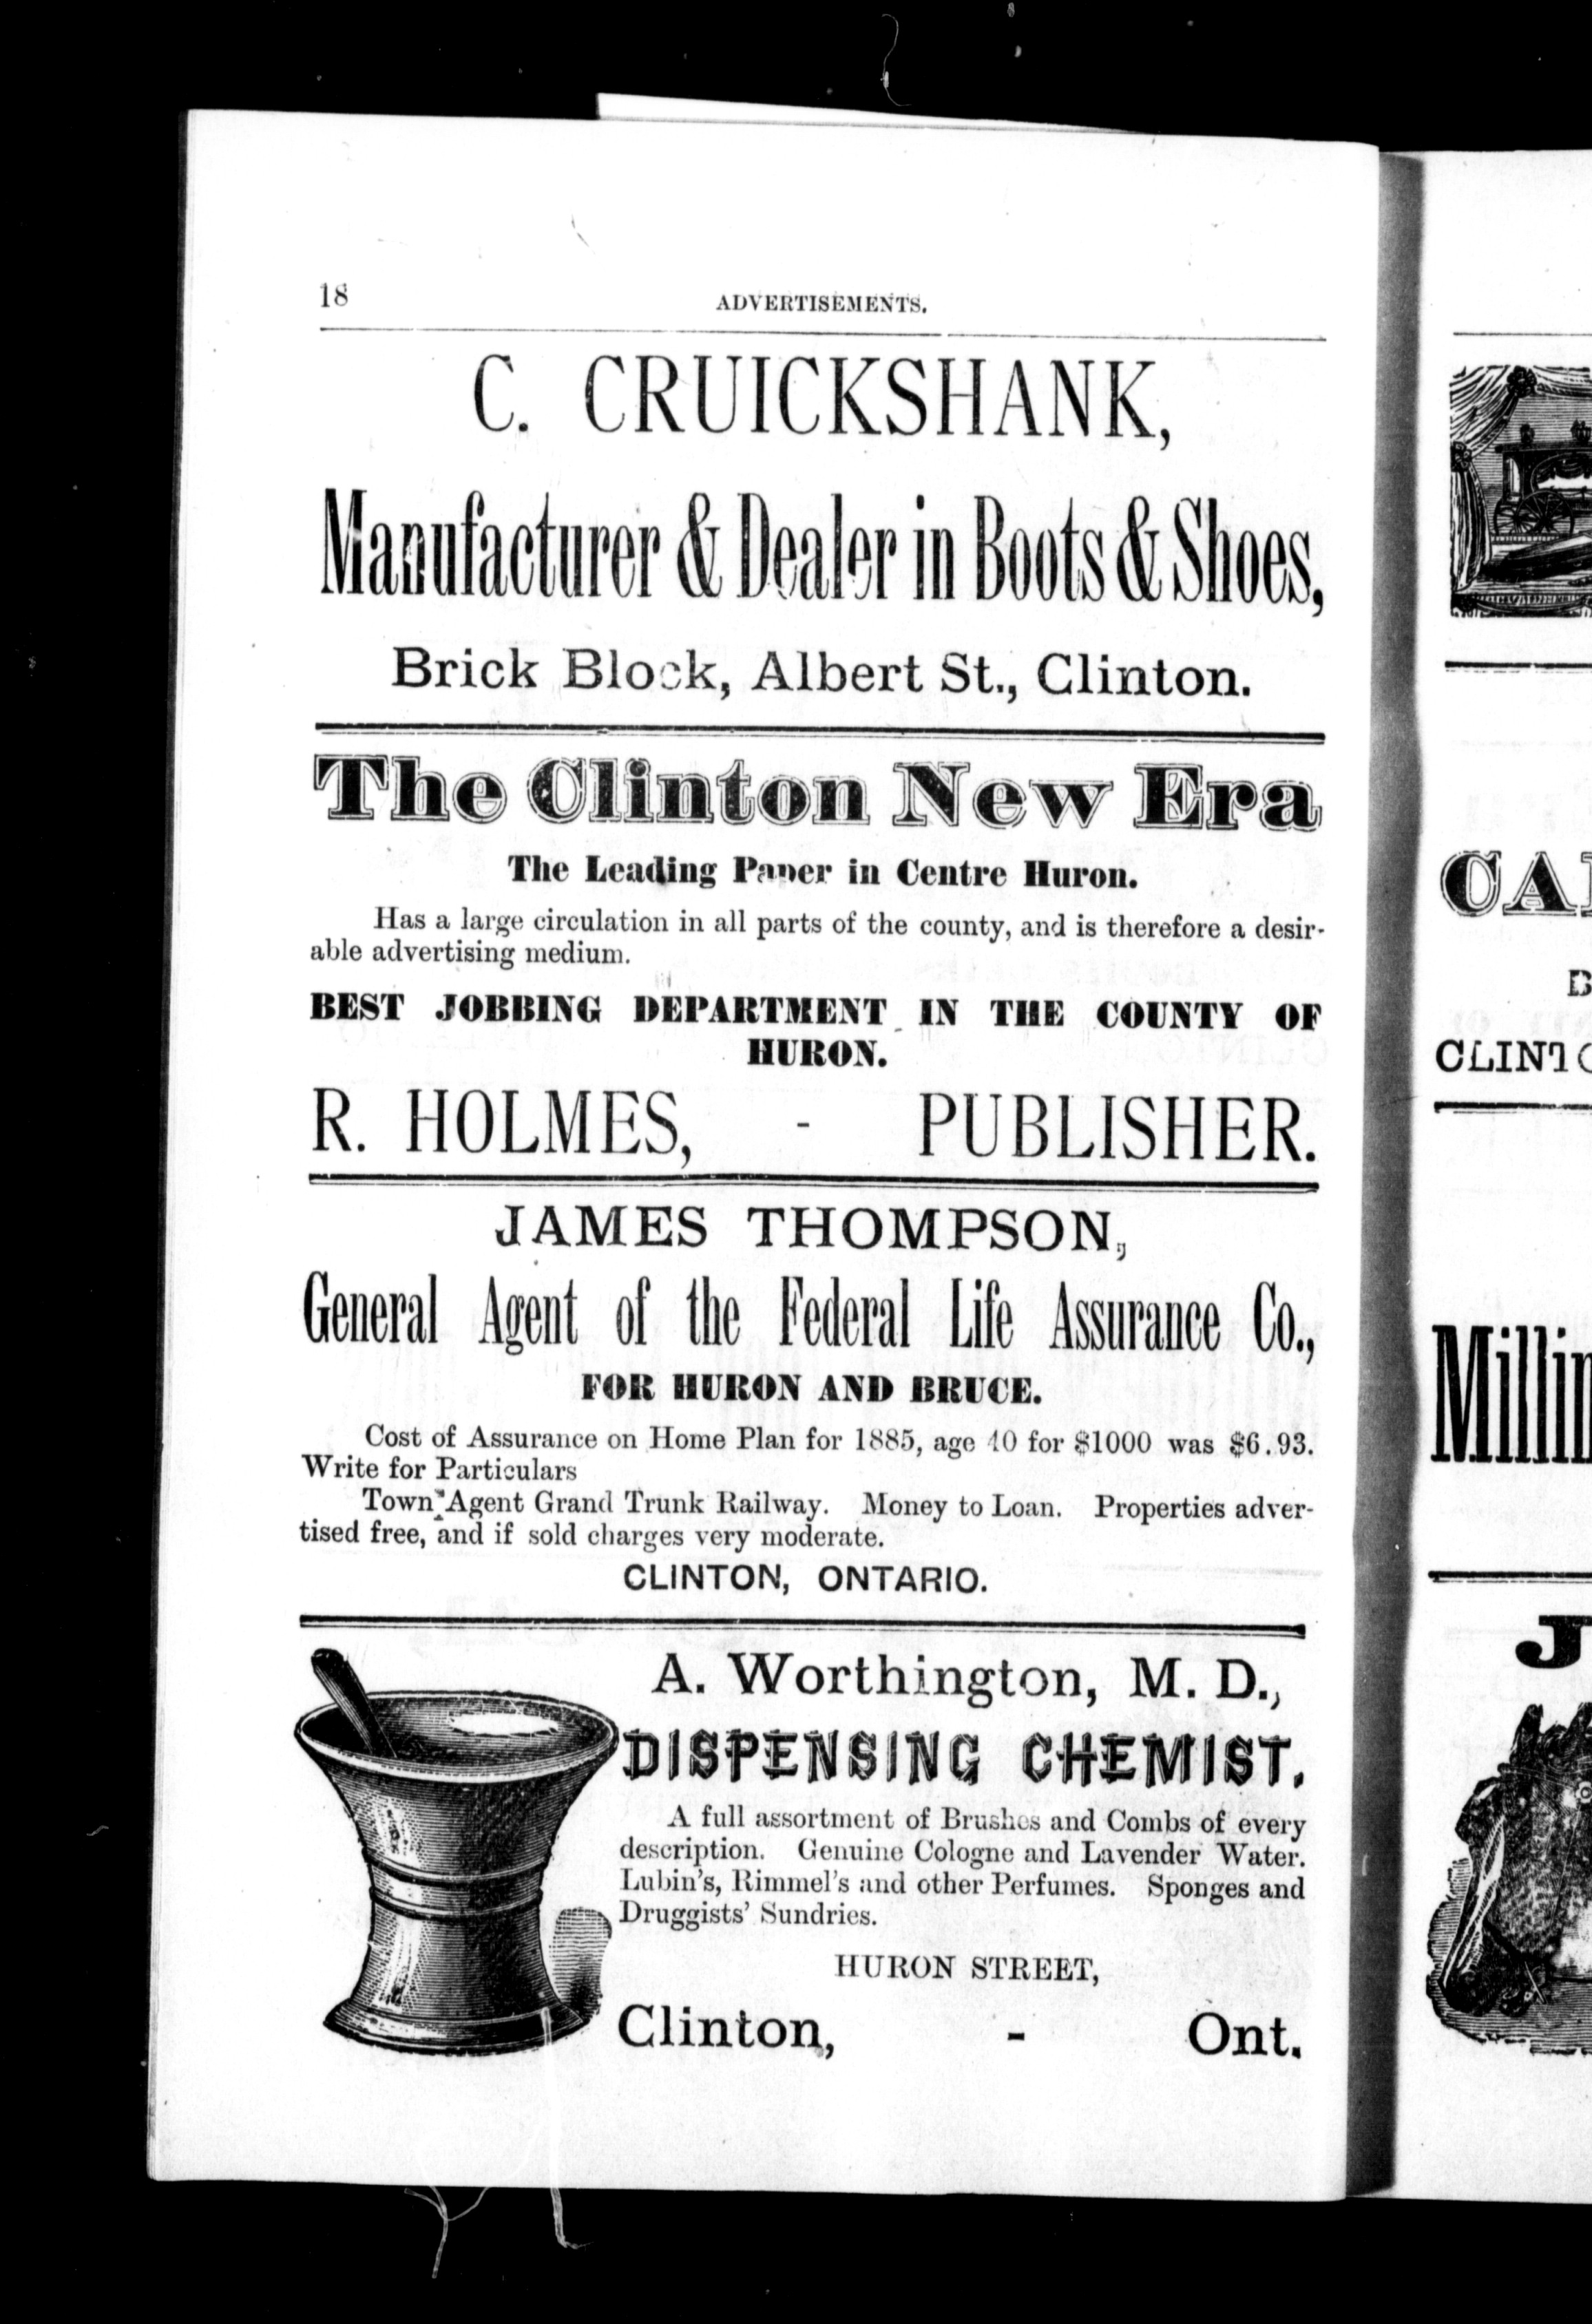 18
ADVERTISEMENTS.
C. CRUICKSHANK,
Manufacturer & Dealer in Boots & Shoes,
Brick Block, Albert St., Clinton.
The Clinton New Era
The Leading Paper in Centre Huron.
Has a large circulation in all parts of the county, and is therefore a desir-
able advertising medium.
BEST JOBBING DEPARTMENT IN THE COUNTY OF
HURON.
R. HOLMES, - PUBLISHER.
JAMES THOMPSON,
General Agent of the Federal Life Assurance Co.,
FOR HURON AND BRUCE.
Cost of Assurance on Home Plan for 1885, age 40 for $1000 was $6.93.
Write for Particulars
Town Agent Grand Trunk Railway. Money to Loan. Properties adver-
tised free, and if sold charges very moderate.
CLINTON, ONTARIO.
A. Worthington, M. D.,
DISPENSING CHEMIST.
A full assortment of Brushes and Combs of every
description. Genuine Cologne and Lavender Water.
Lubin's, Rimmel's and other Perfumes. Sponges and
Druggists' Sundries.
HURON STREET,
Clinton, - Ont.